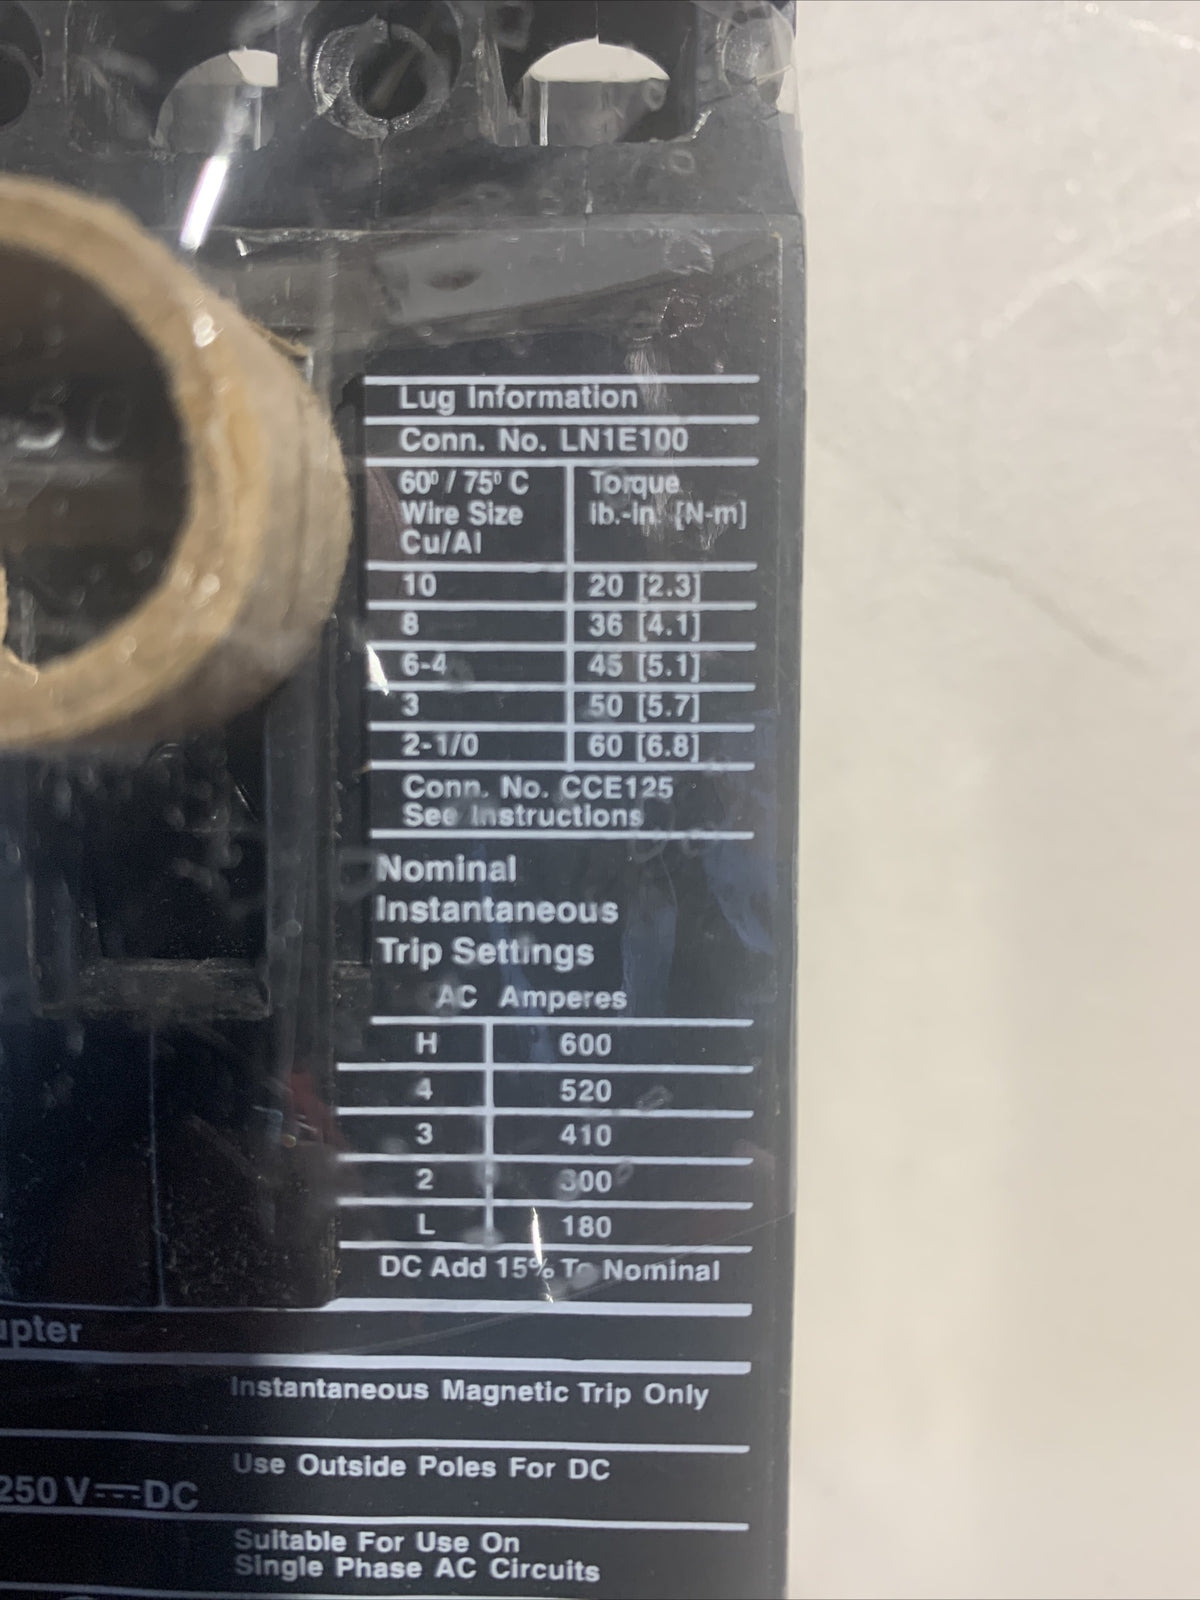 50
Lug Information
Conn. No. LN1E100
60⁰ / 75⁰ C
Wire Size
Cu/Al
Torque
lb.-in. [N-m]
10 20 [2.3]
8 36 [4.1]
6-4 45 [5.1]
3 50 [5.7]
2-1/0 60 [6.8]
Conn. No. CCE125
See Instructions
Nominal
Instantaneous
Trip Settings
AC Amperes
H 600
4 520
3 410
2 300
L 180
DC Add 15% To Nominal
upter
Instantaneous Magnetic Trip Only
Use Outside Poles For DC
250 V⎓DC
Suitable For Use On
Single Phase AC Circuits